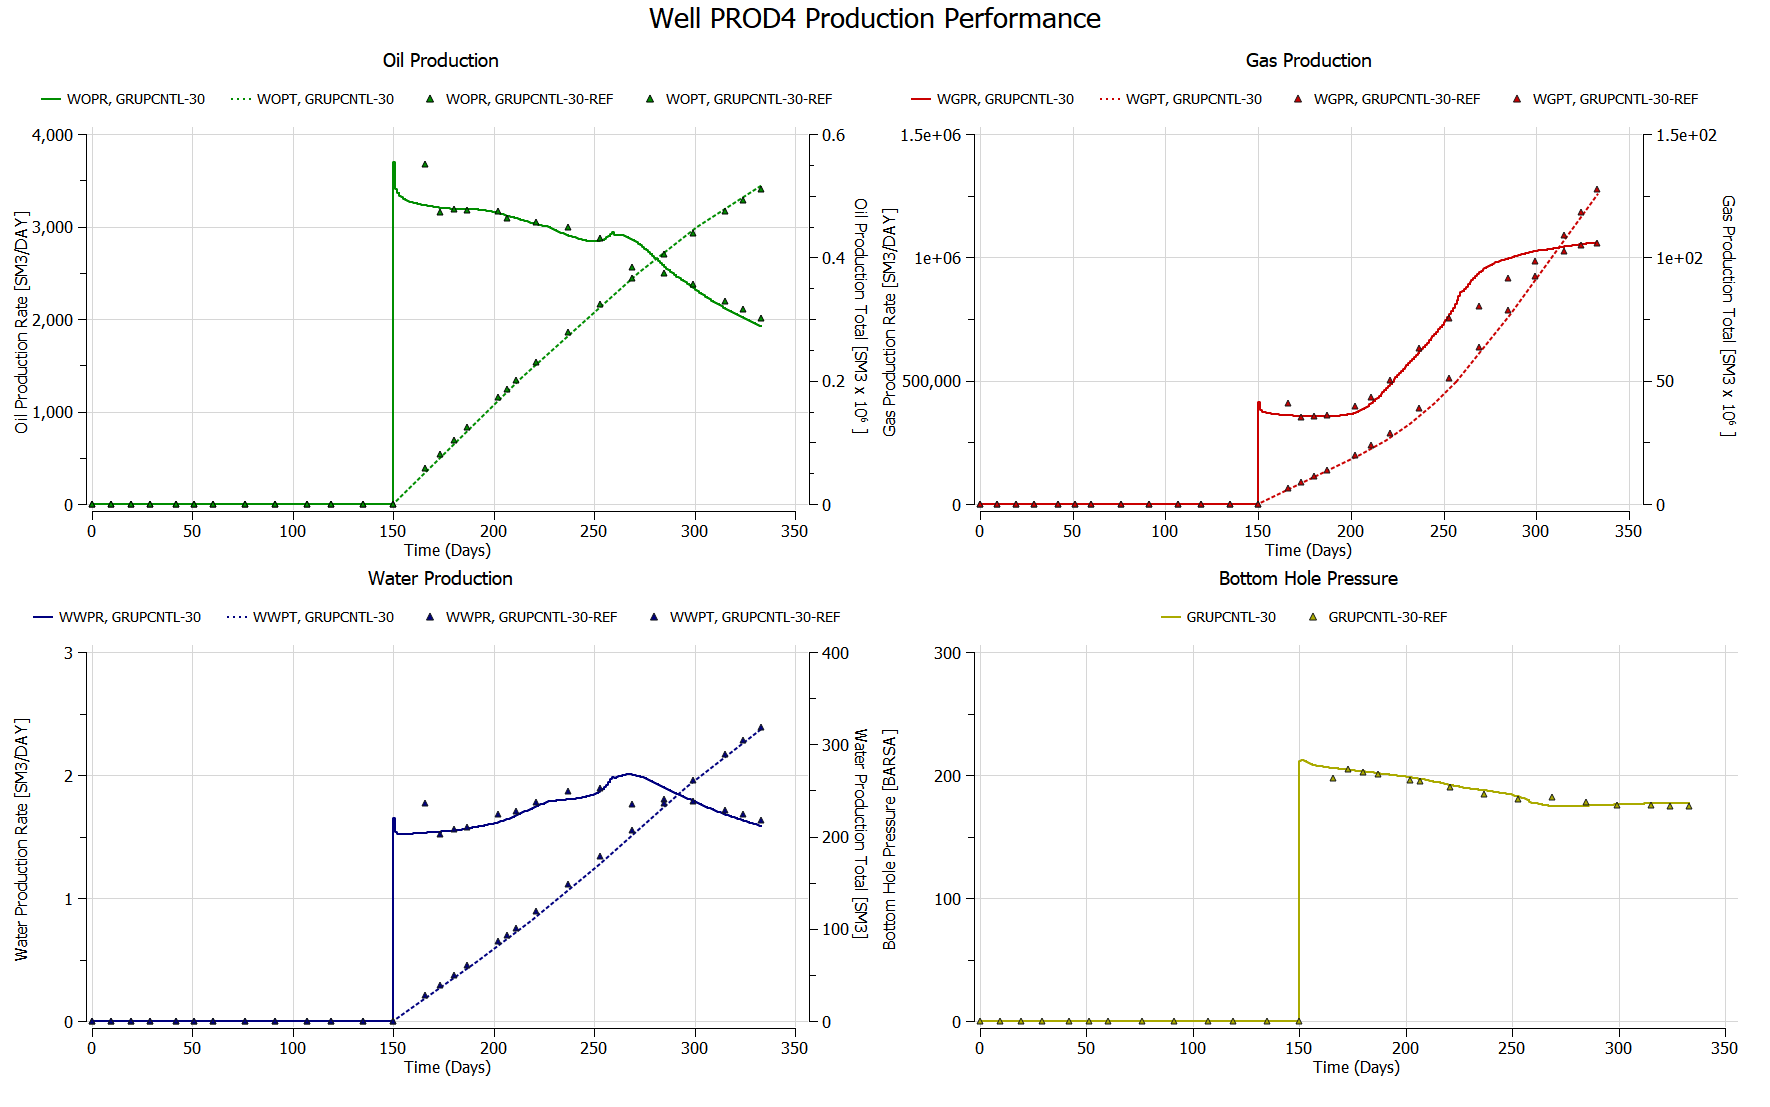 Well PROD4 Production Performance
Oil Production
WOPR, GRUPCNTL-30 WOPT, GRUPCNTL-30 WOPR, GRUPCNTL-30-REF WOPT, GRUPCNTL-30-REF
4,000
3,000
2,000
1,000
0
Oil Production Rate [SM3/DAY]
0.6
0.4
0.2
0
Oil Production Total [SM3 x 10⁶ ]
0 50 100 150 200 250 300 350
Time (Days)
Gas Production
WGPR, GRUPCNTL-30 WGPT, GRUPCNTL-30 WGPR, GRUPCNTL-30-REF WGPT, GRUPCNTL-30-REF
1.5e+06
1e+06
500,000
0
Gas Production Rate [SM3/DAY]
1.5e+02
1e+02
50
0
Gas Production Total [SM3 x 10⁶ ]
0 50 100 150 200 250 300 350
Time (Days)
Water Production
WWPR, GRUPCNTL-30 WWPT, GRUPCNTL-30 WWPR, GRUPCNTL-30-REF WWPT, GRUPCNTL-30-REF
3
2
1
0
Water Production Rate [SM3/DAY]
400
300
200
100
0
Water Production Total [SM3]
0 50 100 150 200 250 300 350
Time (Days)
Bottom Hole Pressure
GRUPCNTL-30 GRUPCNTL-30-REF
300
200
100
0
Bottom Hole Pressure [BARSA]
0 50 100 150 200 250 300 350
Time (Days)